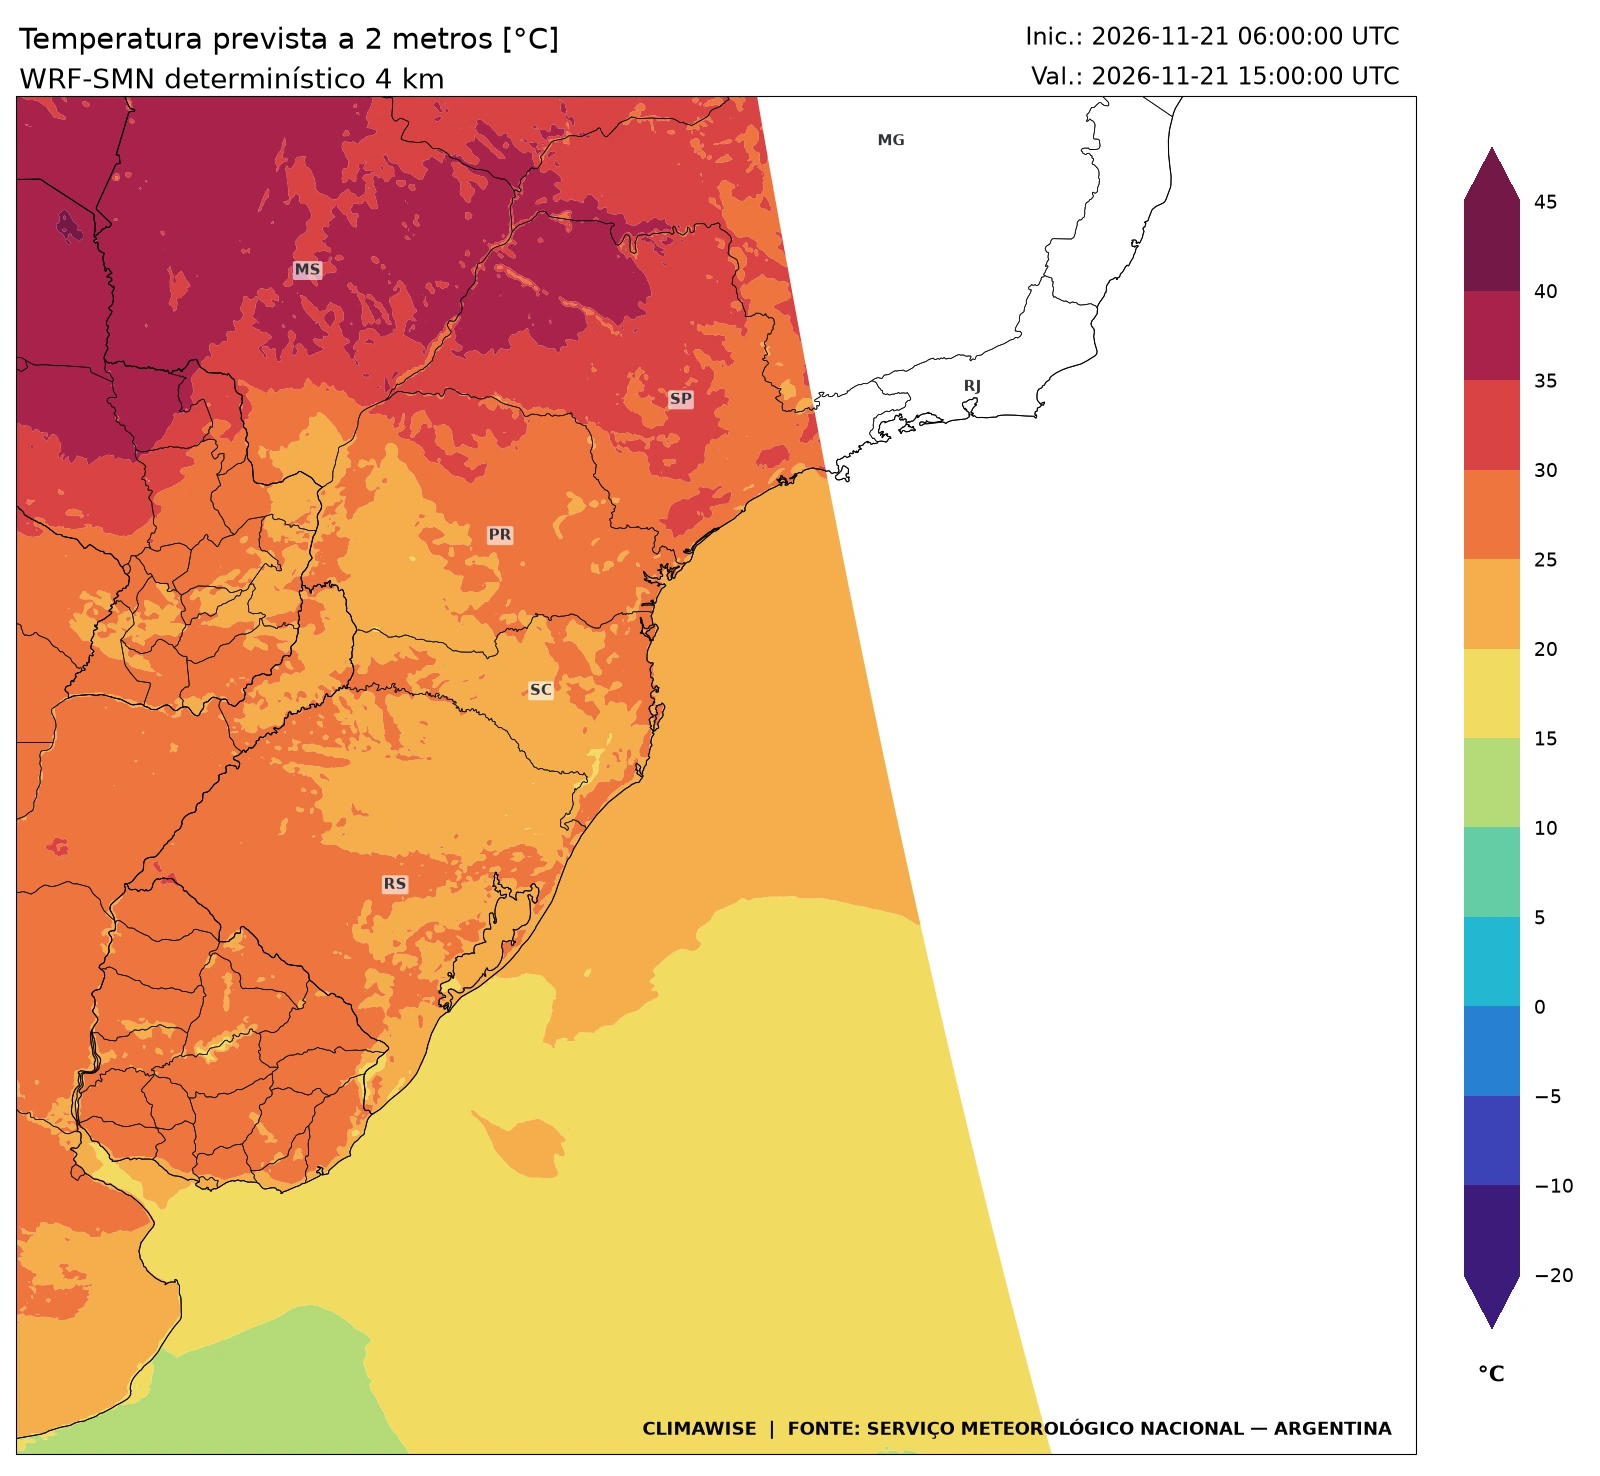 Temperatura prevista a 2 metros [°C]
WRF-SMN determinístico 4 km
Inic.: 2026-11-21 06:00:00 UTC
Val.: 2026-11-21 15:00:00 UTC
MG
MS
RJ
SP
PR
SC
RS
45
40
35
30
25
20
15
10
5
0
−5
−10
−20
°C
CLIMAWISE | FONTE: SERVIÇO METEOROLÓGICO NACIONAL — ARGENTINA